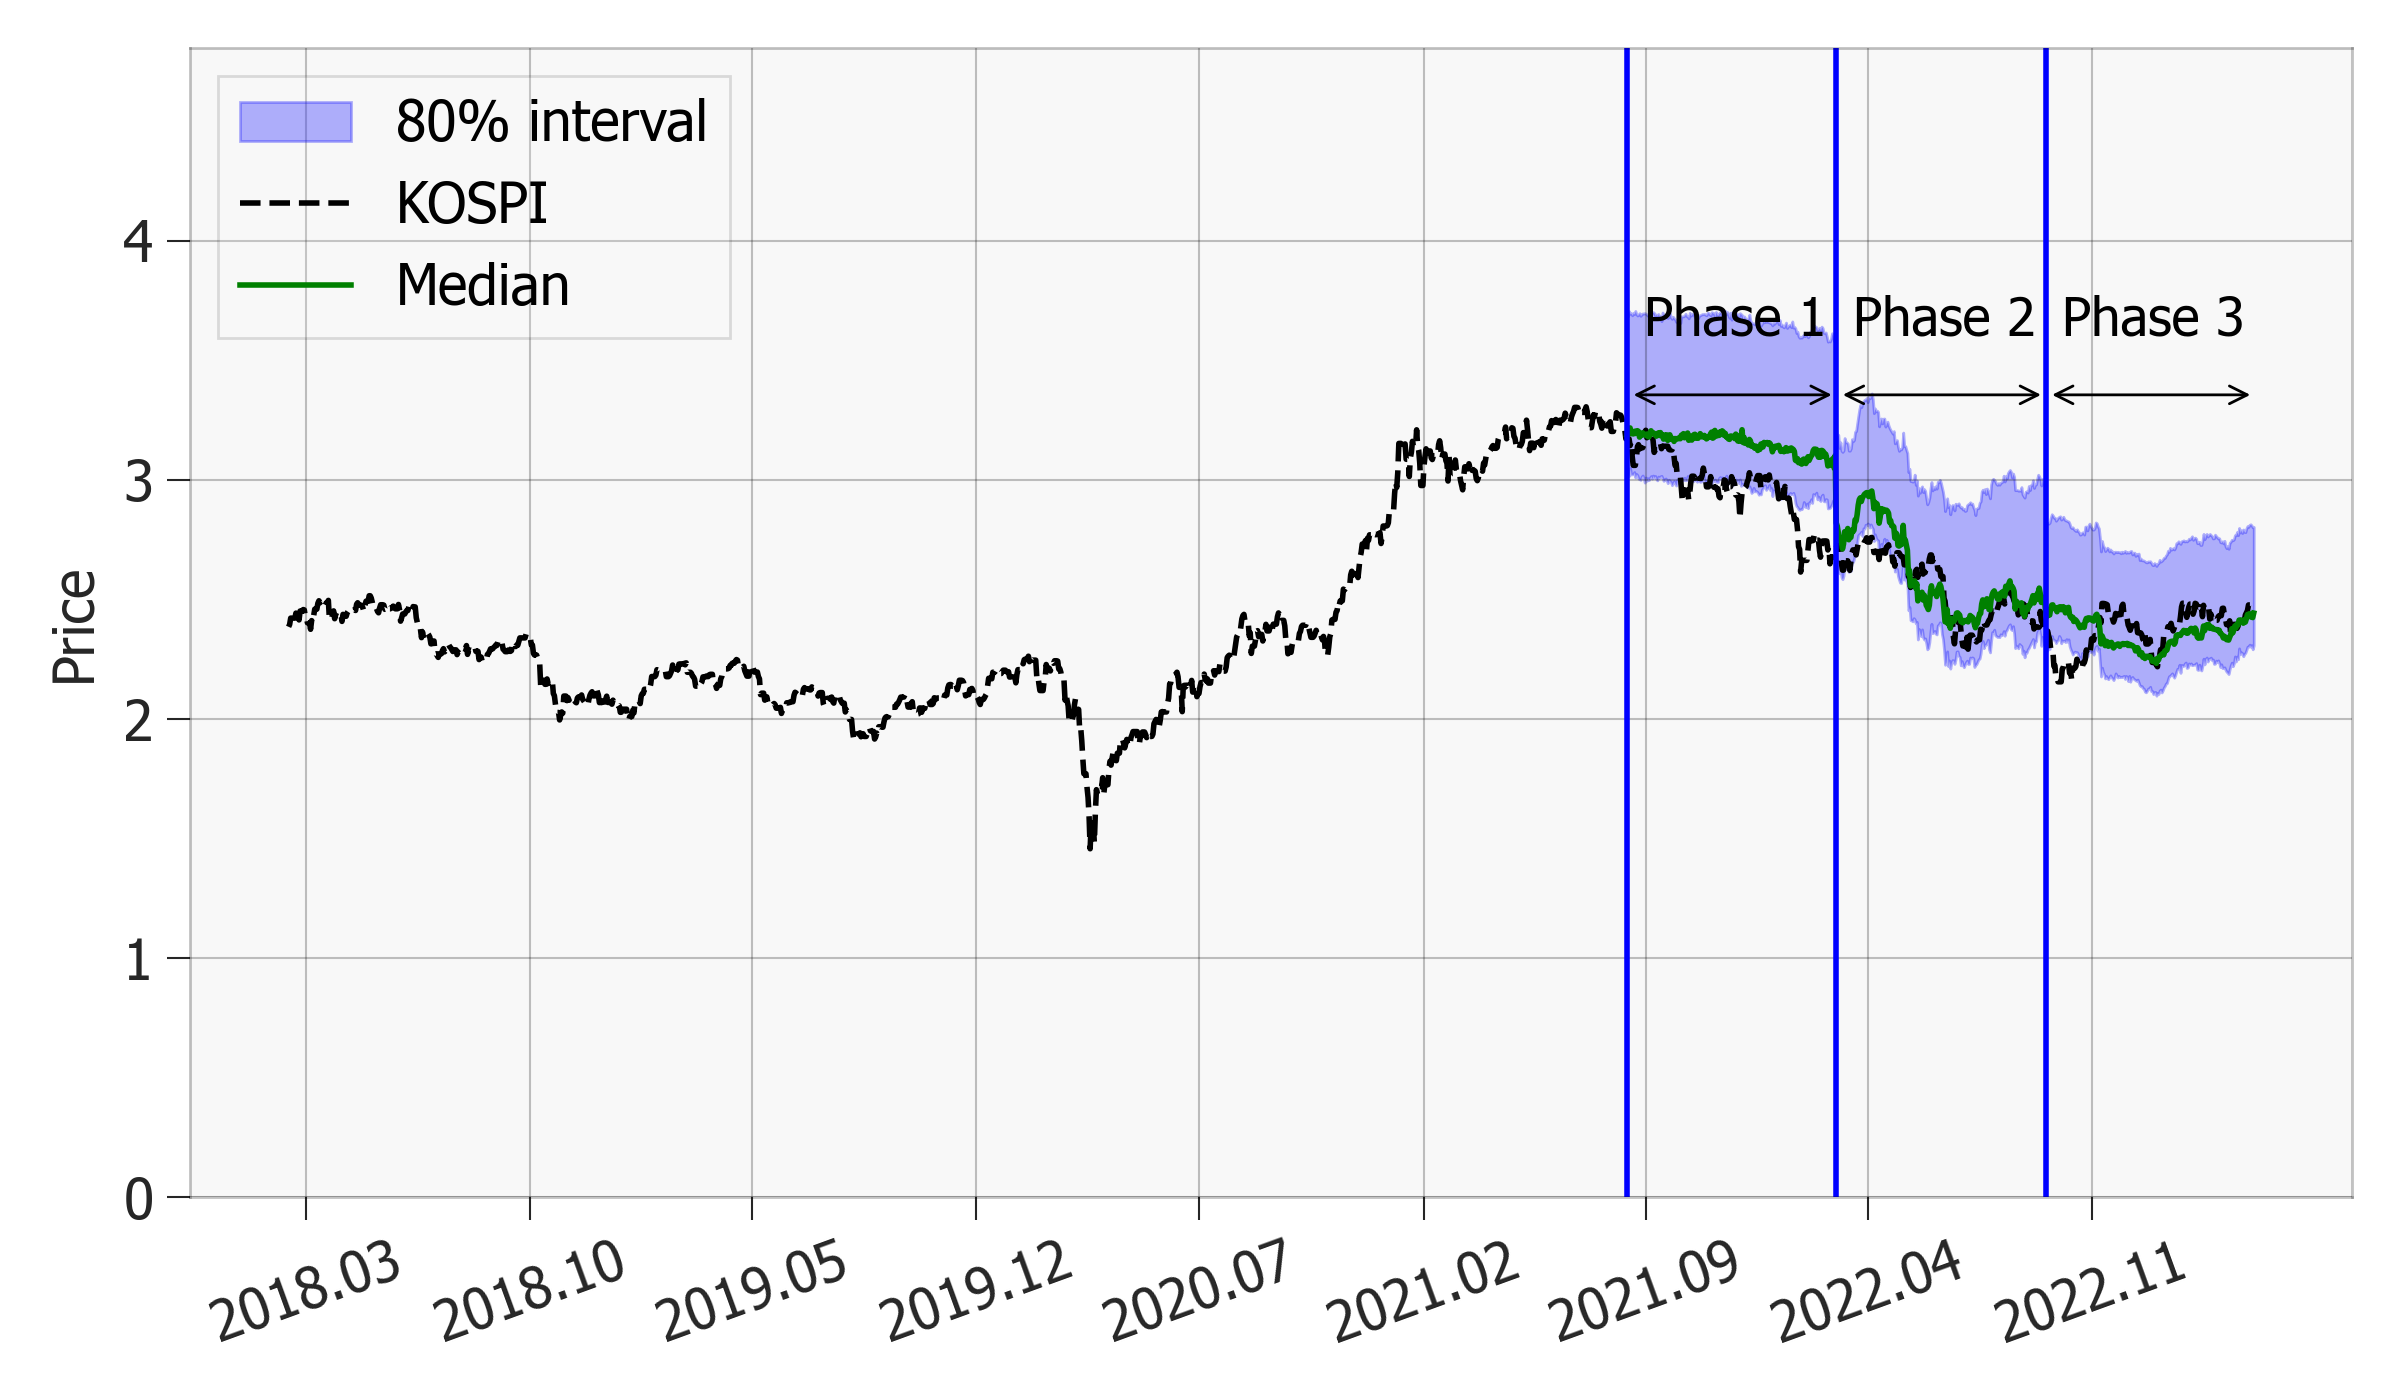 80% interval
KOSPI
Median
Phase 1
Phase 2
Phase 3
Price
4
3
2
1
0
2018.03
2018.10
2019.05
2019.12
2020.07
2021.02
2021.09
2022.04
2022.11